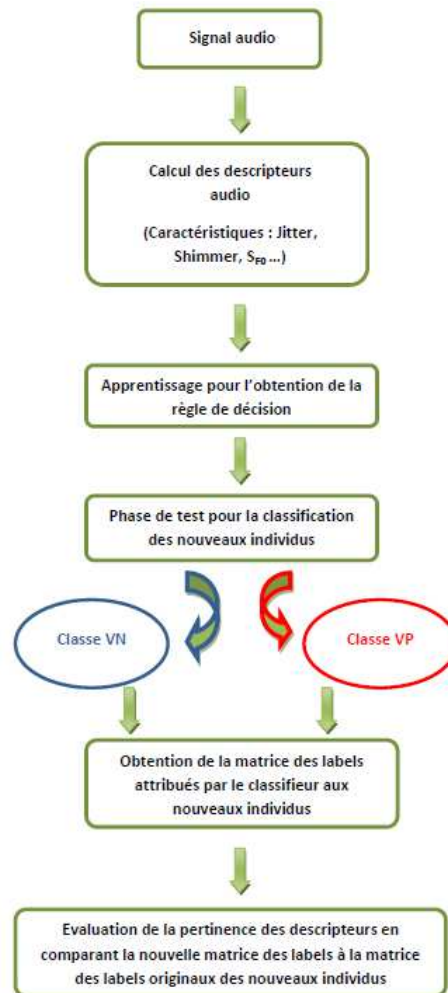 Signal audio
Calcul des descripteurs
audio
(Caractéristiques : Jitter,
Shimmer, S_F0 ...)
Apprentissage pour l'obtention de la
règle de décision
Phase de test pour la classification
des nouveaux individus
Classe VN
Classe VP
Obtention de la matrice des labels
attribués par le classifieur aux
nouveaux individus
Evaluation de la pertinence des descripteurs en
comparant la nouvelle matrice des labels à la matrice
des labels originaux des nouveaux individus